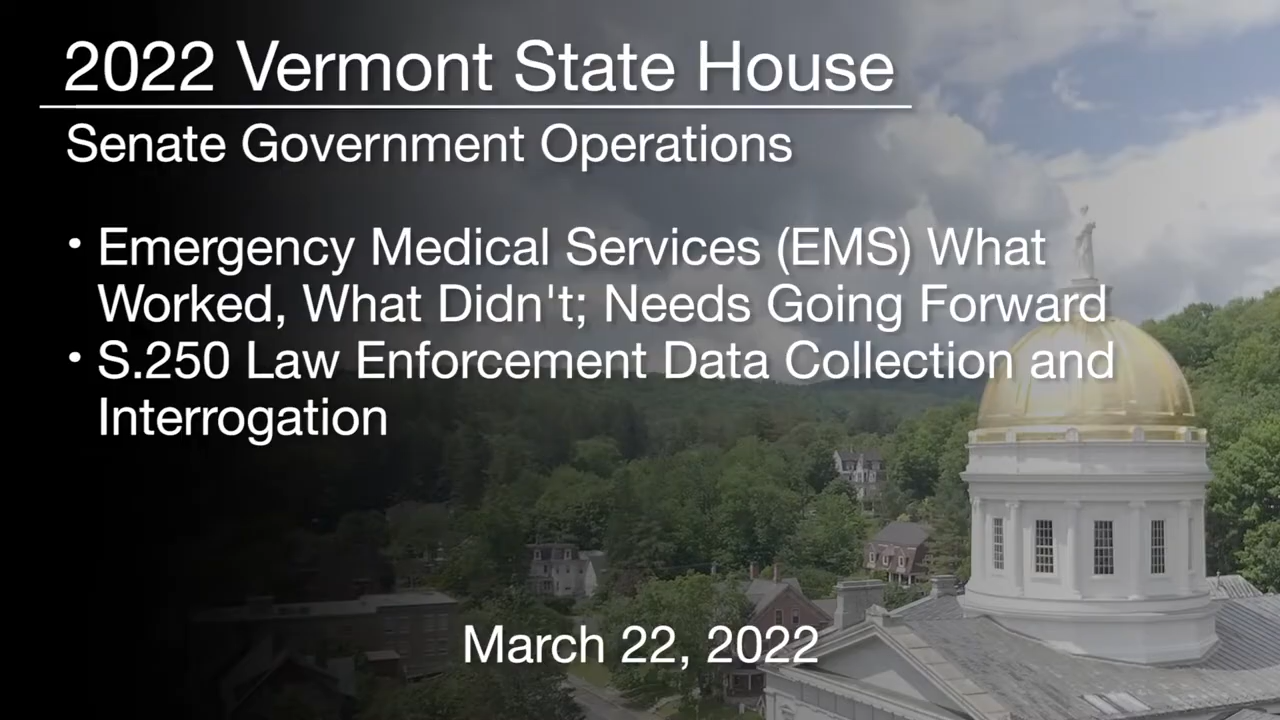 2022 Vermont State House
Senate Government Operations
• Emergency Medical Services (EMS) What
Worked, What Didn't; Needs Going Forward
• S.250 Law Enforcement Data Collection and
Interrogation
March 22, 2022